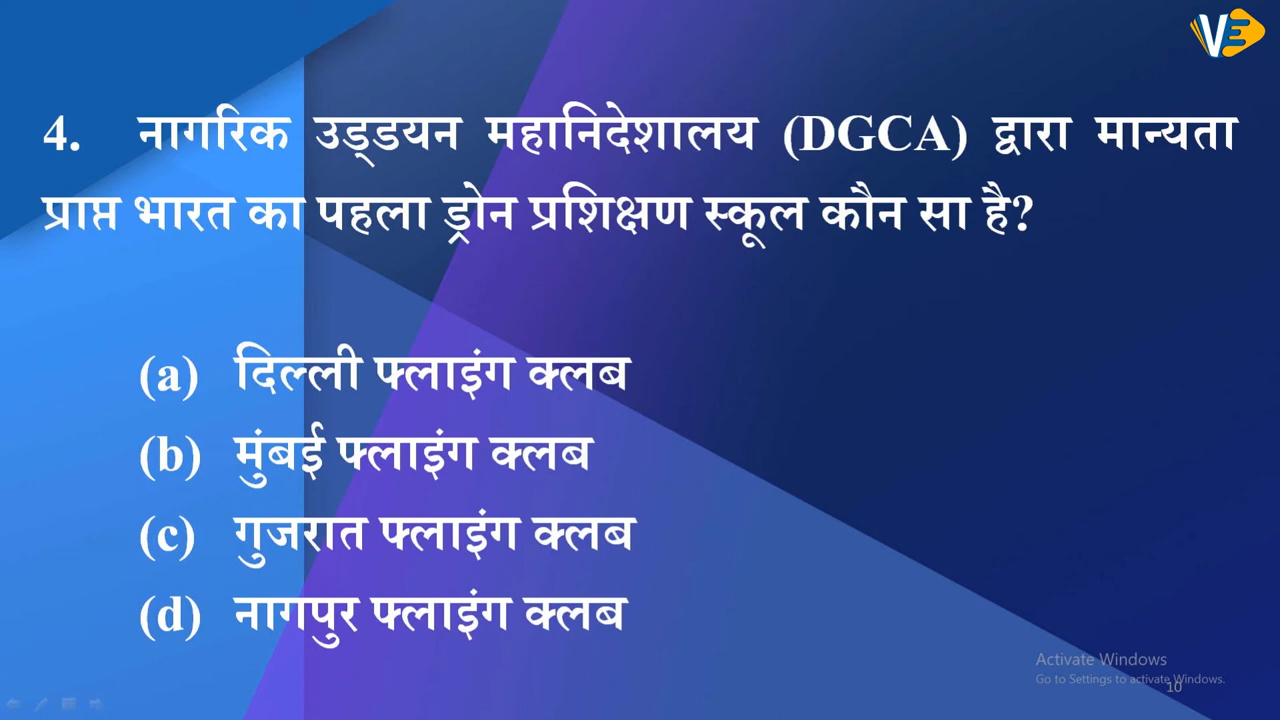 VE
4. नागरिक उड्डयन महानिदेशालय (DGCA) द्वारा मान्यता
प्राप्त भारत का पहला ड्रोन प्रशिक्षण स्कूल कौन सा है?
(a) दिल्ली फ्लाइंग क्लब
(b) मुंबई फ्लाइंग क्लब
(c) गुजरात फ्लाइंग क्लब
(d) नागपुर फ्लाइंग क्लब
Activate Windows
Go to Settings to activate Windows.
10